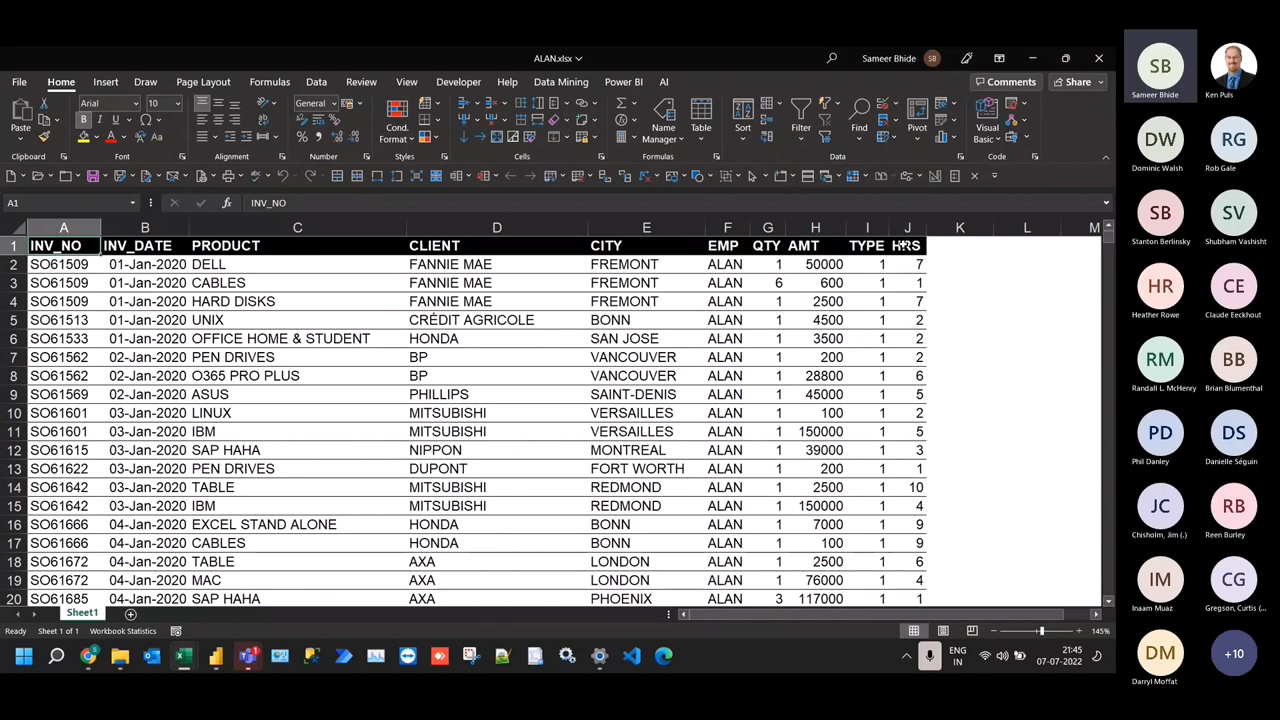 ALAN.xlsx
Sameer Bhide SB
File Home Insert Draw Page Layout Formulas Data Review View Developer Help Data Mining Power BI AI Comments Share
Paste Arial 10 General Cond. Format Name Manager Table Sort Filter Find Pivot Visual Basic
Clipboard Font Alignment Number Styles Cells Formulas Data Code
A1 fx INV_NO
A B C D E F G H I J K L M
1 INV_NO INV_DATE PRODUCT CLIENT CITY EMP QTY AMT TYPE HRS
2 SO61509 01-Jan-2020 DELL FANNIE MAE FREMONT ALAN 1 50000 1 7
3 SO61509 01-Jan-2020 CABLES FANNIE MAE FREMONT ALAN 6 600 1 1
4 SO61509 01-Jan-2020 HARD DISKS FANNIE MAE FREMONT ALAN 1 2500 1 7
5 SO61513 01-Jan-2020 UNIX CRÉDIT AGRICOLE BONN ALAN 1 4500 1 2
6 SO61533 01-Jan-2020 OFFICE HOME & STUDENT HONDA SAN JOSE ALAN 1 3500 1 2
7 SO61562 02-Jan-2020 PEN DRIVES BP VANCOUVER ALAN 1 200 1 2
8 SO61562 02-Jan-2020 O365 PRO PLUS BP VANCOUVER ALAN 1 28800 1 6
9 SO61569 02-Jan-2020 ASUS PHILLIPS SAINT-DENIS ALAN 1 45000 1 5
10 SO61601 03-Jan-2020 LINUX MITSUBISHI VERSAILLES ALAN 1 100 1 2
11 SO61601 03-Jan-2020 IBM MITSUBISHI VERSAILLES ALAN 1 150000 1 5
12 SO61615 03-Jan-2020 SAP HAHA NIPPON MONTREAL ALAN 1 39000 1 3
13 SO61622 03-Jan-2020 PEN DRIVES DUPONT FORT WORTH ALAN 1 200 1 1
14 SO61642 03-Jan-2020 TABLE MITSUBISHI REDMOND ALAN 1 2500 1 10
15 SO61642 03-Jan-2020 IBM MITSUBISHI REDMOND ALAN 1 150000 1 4
16 SO61666 04-Jan-2020 EXCEL STAND ALONE HONDA BONN ALAN 1 7000 1 9
17 SO61666 04-Jan-2020 CABLES HONDA BONN ALAN 1 100 1 9
18 SO61672 04-Jan-2020 TABLE AXA LONDON ALAN 1 2500 1 6
19 SO61672 04-Jan-2020 MAC AXA LONDON ALAN 1 76000 1 4
20 SO61685 04-Jan-2020 SAP HAHA AXA PHOENIX ALAN 3 117000 1 1
Sheet1
Ready Sheet 1 of 1 Workbook Statistics 145%
ENG
IN
21:45
07-07-2022
SB
Sameer Bhide Ken Puls
DW RG
Dominic Walsh Rob Gale
SB SV
Stanton Berlinsky Shubham Vashisht
HR CE
Heather Rowe Claude Eeckhout
RM BB
Randall L. McHenry Brian Blumenthal
PD DS
Phil Danley Danielle Séguin
JC RB
Chisholm, Jim (.) Reen Burley
IM CG
Inaam Muaz Gregson, Curtis (...
DM +10
Darryl Moffat